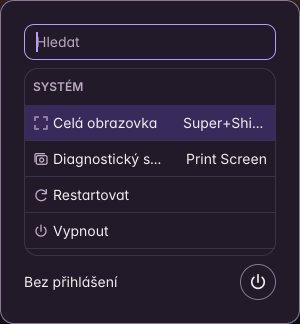 Hledat
SYSTÉM
Celá obrazovka Super+Shi...
Diagnostický s... Print Screen
Restartovat
Vypnout
Bez přihlášení